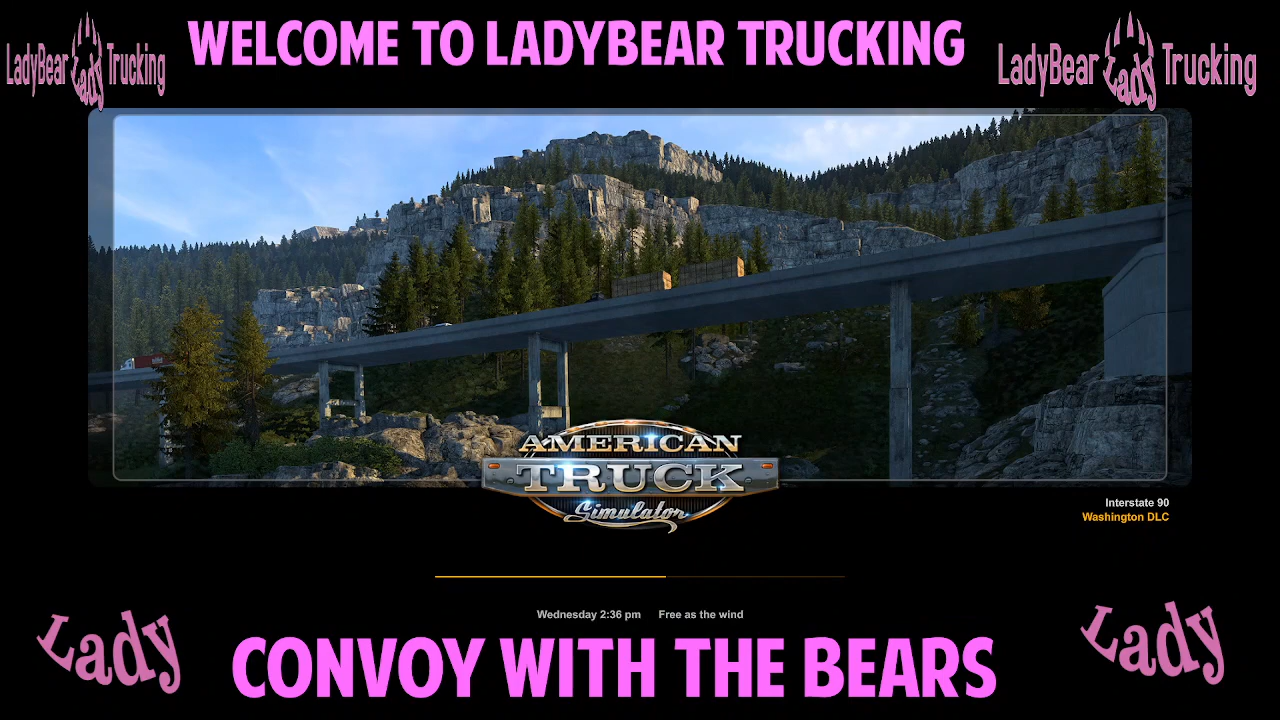 WELCOME TO LADYBEAR TRUCKING
LadyBear Lady Trucking
LadyBear Lady Trucking
AMERICAN
TRUCK
Simulator
Interstate 90
Washington DLC
Wednesday 2:36 pm Free as the wind
Lady
Lady
CONVOY WITH THE BEARS